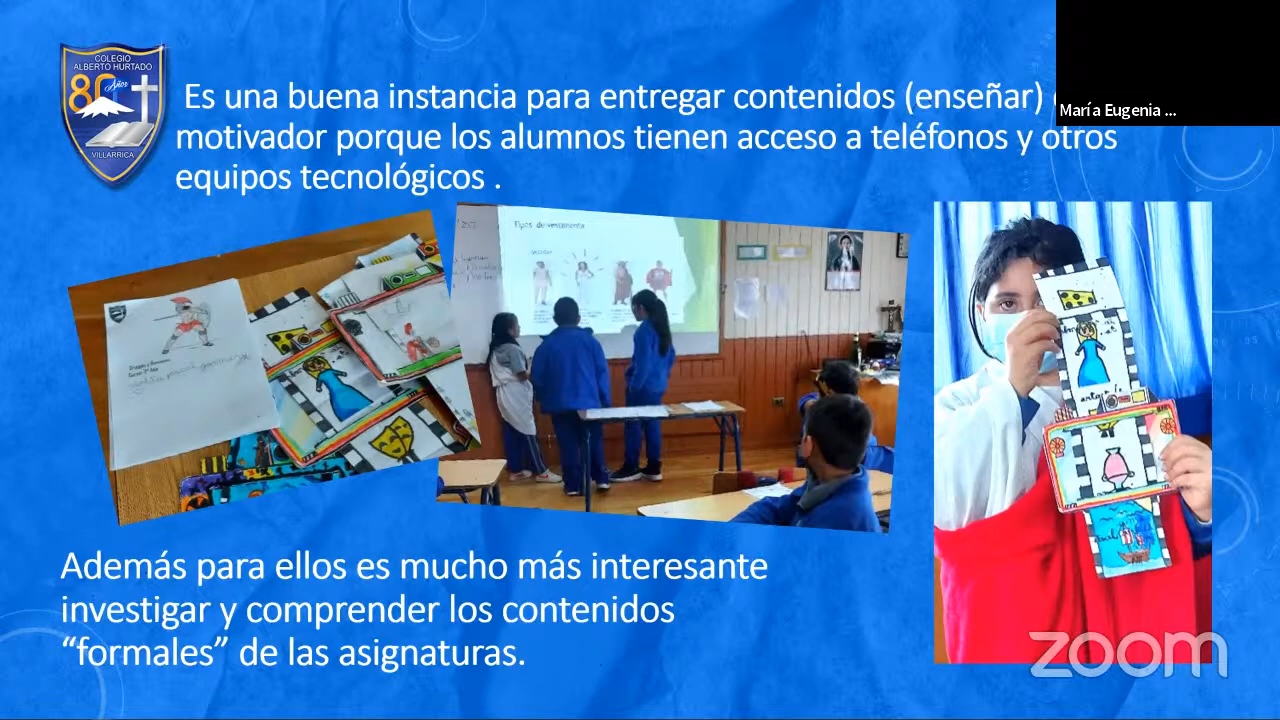 COLEGIO
ALBERTO HURTADO
80 Años
VILLARRICA
Es una buena instancia para entregar contenidos (enseñar)
motivador porque los alumnos tienen acceso a teléfonos y otros
equipos tecnológicos .
María Eugenia ...
Tipos de vestimenta
Además para ellos es mucho más interesante
investigar y comprender los contenidos
“formales” de las asignaturas.
zoom